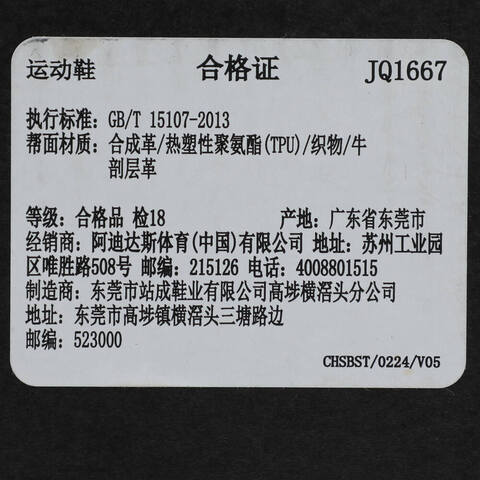 运动鞋 合格证 JQ1667
执行标准: GB/T 15107-2013
帮面材质: 合成革/热塑性聚氨酯(TPU)/织物/牛
剖层革
等级: 合格品 检18 产地: 广东省东莞市
经销商: 阿迪达斯体育(中国)有限公司 地址: 苏州工业园
区唯胜路508号 邮编: 215126 电话: 4008801515
制造商: 东莞市站成鞋业有限公司高埗横滘头分公司
地址: 东莞市高埗镇横滘头三塘路边
邮编: 523000
CHSBST/0224/V05